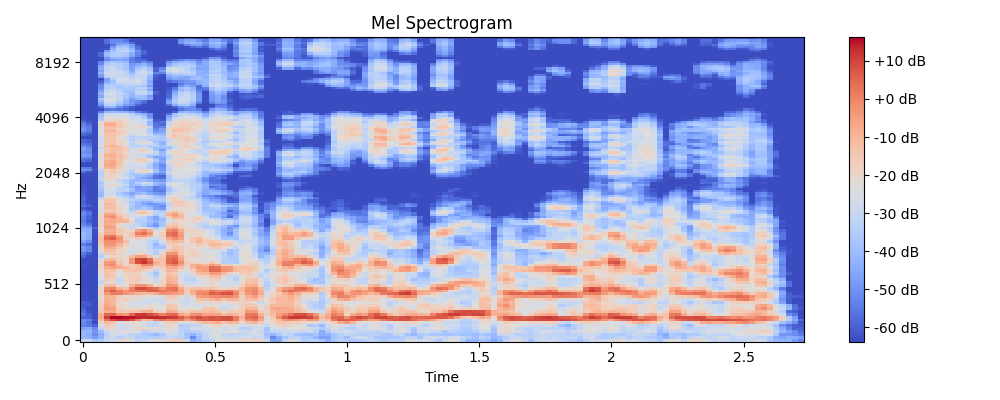 Mel Spectrogram
Hz
8192
4096
2048
1024
512
0
0
0.5
1
1.5
2
2.5
Time
+10 dB
+0 dB
-10 dB
-20 dB
-30 dB
-40 dB
-50 dB
-60 dB